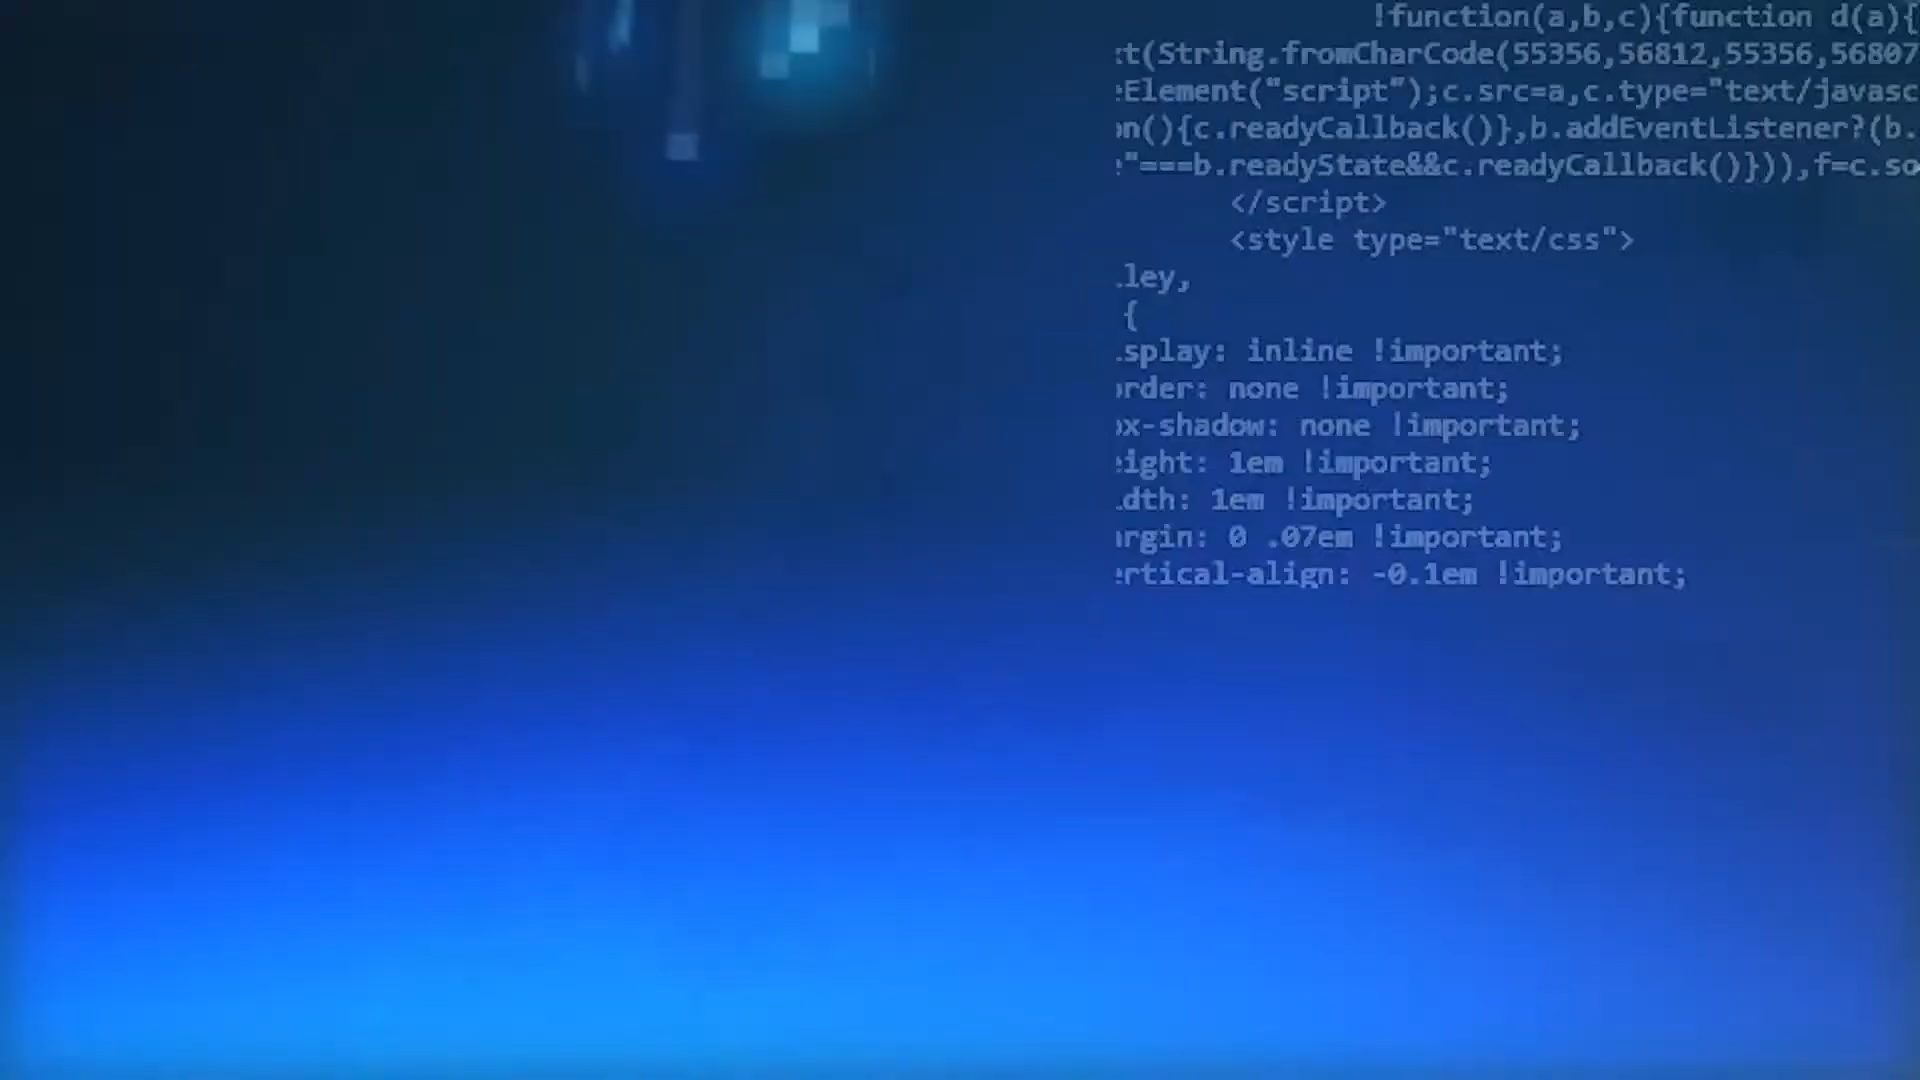 !function(a,b,c){function d(a){
t(String.fromCharCode(55356,56812,55356,56807
Element("script");c.src=a,c.type="text/javasc
n(){c.readyCallback()},b.addEventListener?(b.
"===b.readyState&&c.readyCallback()})),f=c.so
</script>
<style type="text/css">
ley,
{
splay: inline !important;
rder: none !important;
x-shadow: none !important;
ight: 1em !important;
dth: 1em !important;
rgin: 0 .07em !important;
rtical-align: -0.1em !important;